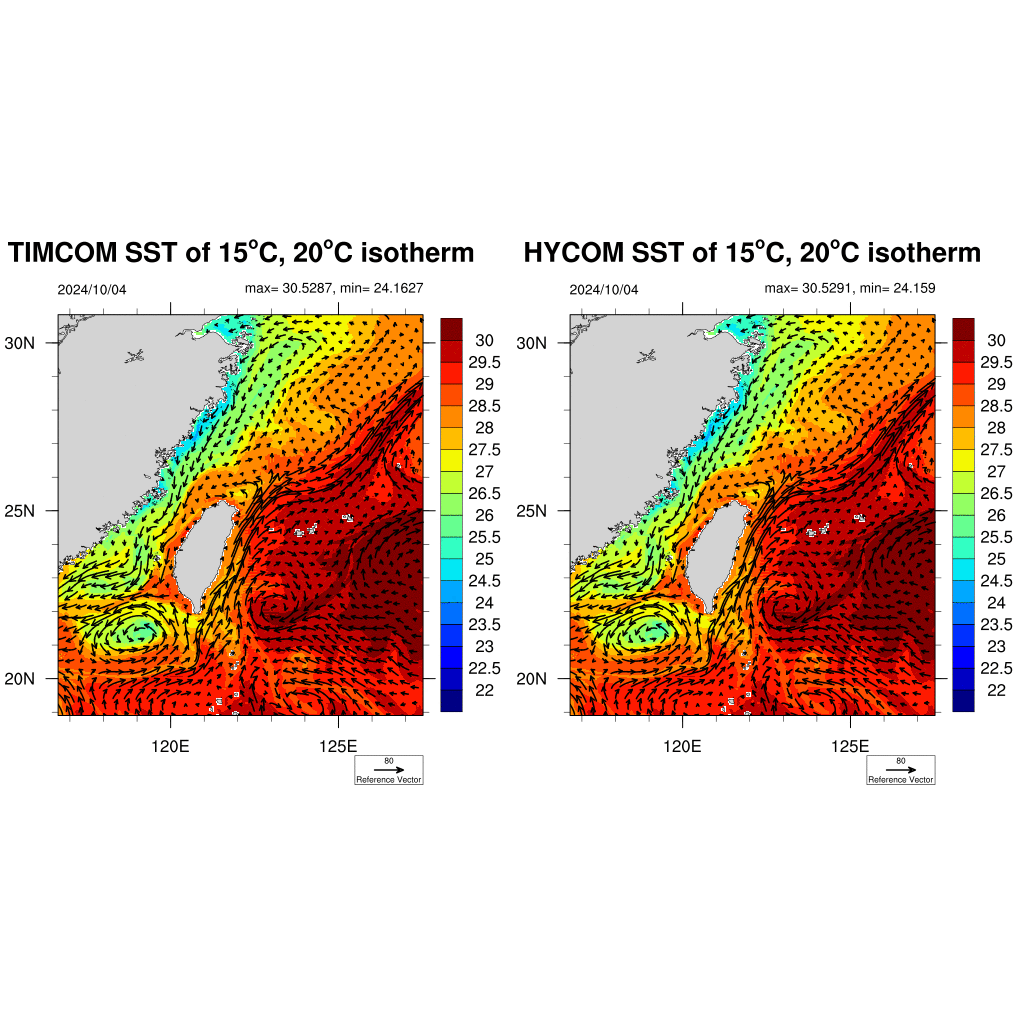 TIMCOM SST of 15°C, 20°C isotherm
2024/10/04
max= 30.5287, min= 24.1627
30N
25N
20N
120E
125E
30
29.5
29
28.5
28
27.5
27
26.5
26
25.5
25
24.5
24
23.5
23
22.5
22
80
Reference Vector
HYCOM SST of 15°C, 20°C isotherm
2024/10/04
max= 30.5291, min= 24.159
30N
25N
20N
120E
125E
30
29.5
29
28.5
28
27.5
27
26.5
26
25.5
25
24.5
24
23.5
23
22.5
22
80
Reference Vector